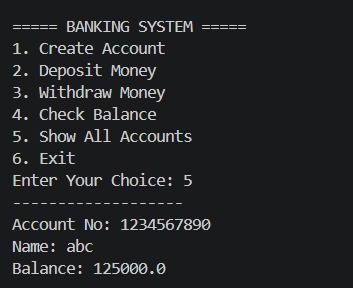 ===== BANKING SYSTEM =====
1. Create Account
2. Deposit Money
3. Withdraw Money
4. Check Balance
5. Show All Accounts
6. Exit
Enter Your Choice: 5
-------------------
Account No: 1234567890
Name: abc
Balance: 125000.0